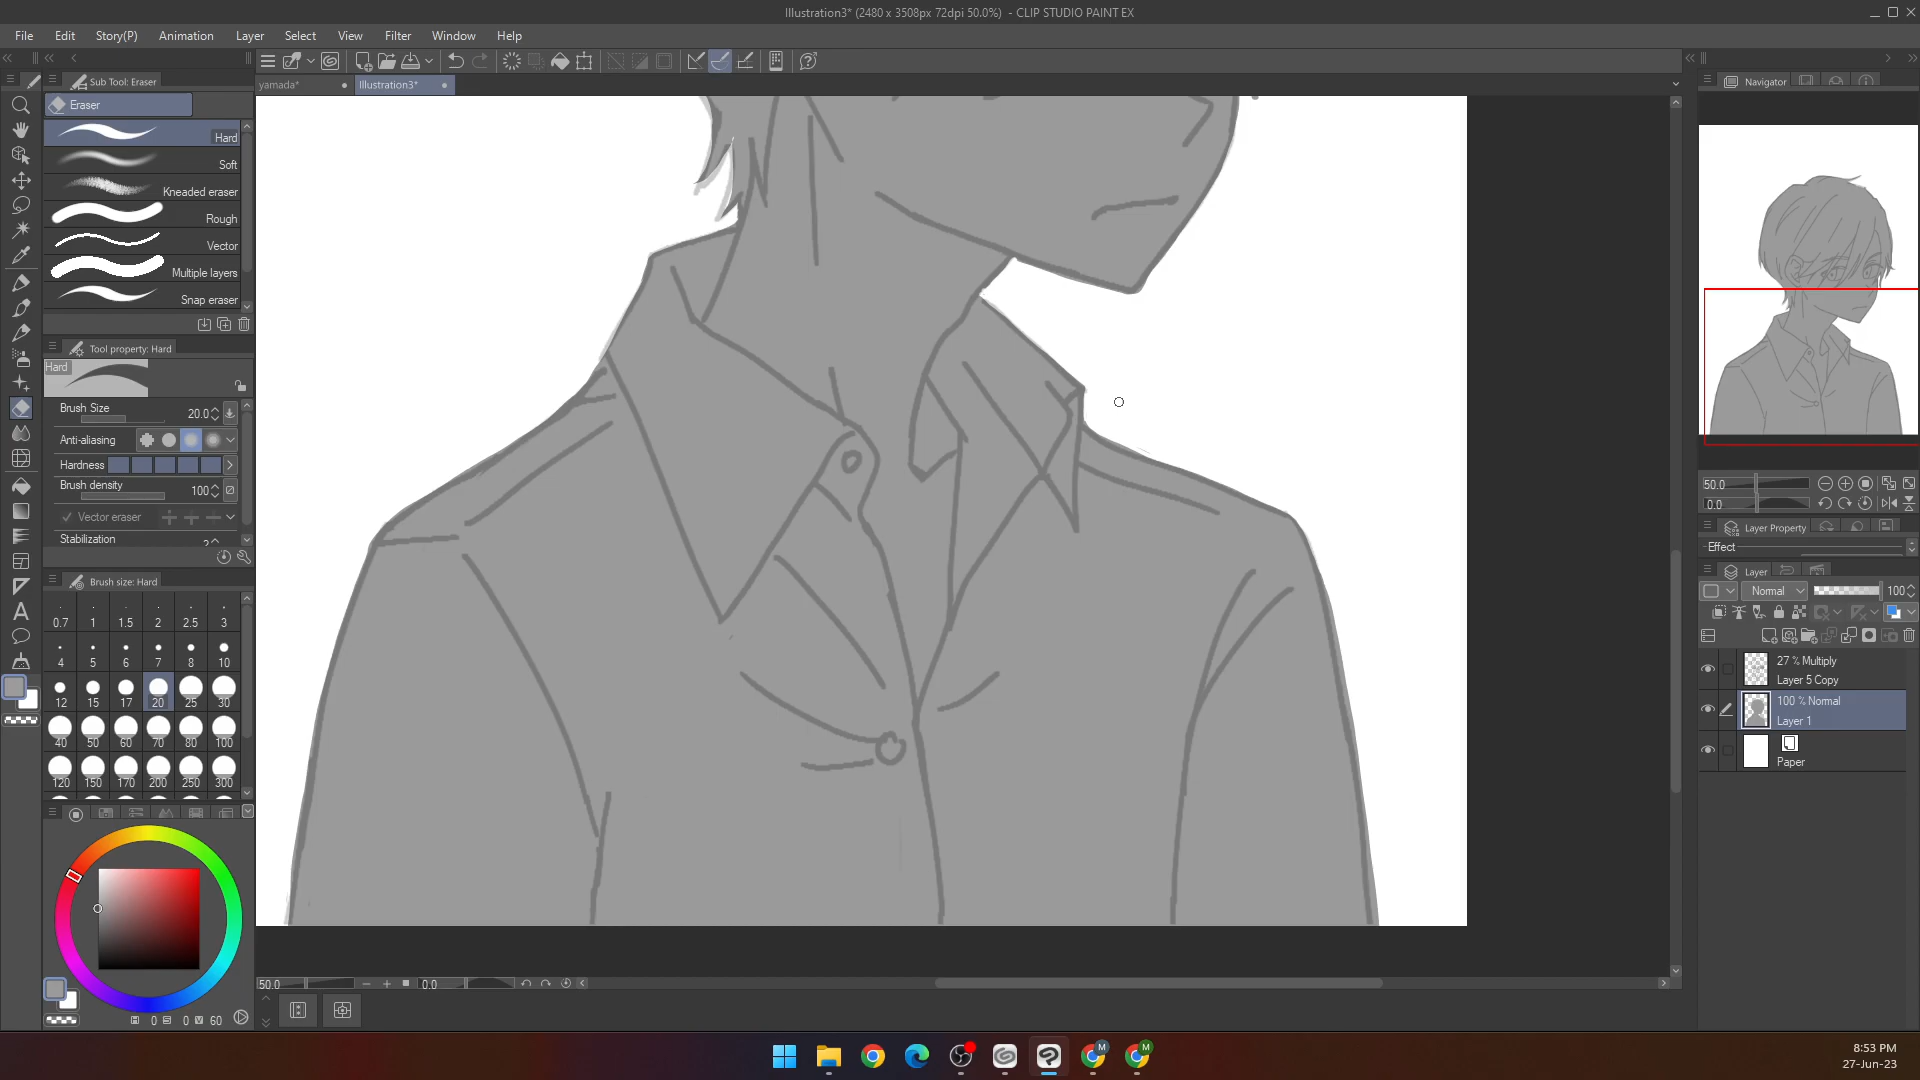 Illustration3* (2480 x 3508px 72dpi 50.0%)  - CLIP STUDIO PAINT EX
File Edit Story(P) Animation Layer Select View Filter Window Help
Sub Tool: Eraser
Eraser
Hard
Soft
Kneaded eraser
Rough
Vector
Multiple layers
Snap eraser
Tool property: Hard
Hard
Brush Size 20.0
Anti-aliasing
Hardness
Brush density 100
Vector eraser
Stabilization
Brush size: Hard
0.7 1 1.5 2 2.5 3
4 5 6 7 8 10
12 15 17 20 25 30
40 50 60 70 80 100
120 150 170 200 250 300
0 0 60
yamada* Illustration3*
50.0 0.0
Navigator
50.0
0.0
Layer Property
Effect
Layer
Normal 100
27 % Multiply
Layer 5 Copy
100 % Normal
Layer 1
Paper
M M
8:53 PM
27-Jun-23